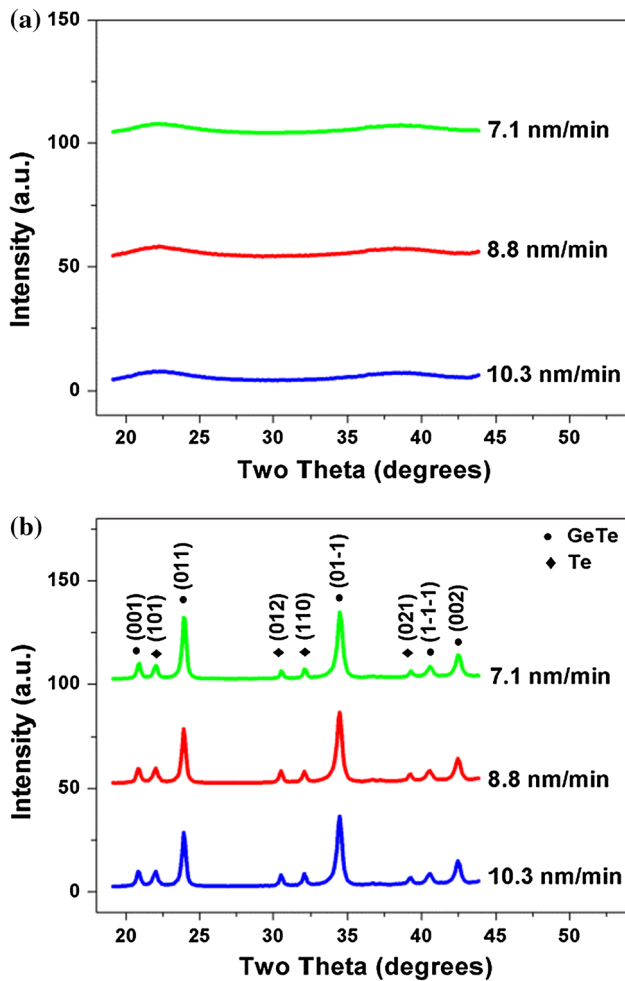 (a)
150
100
50
0
Intensity (a.u.)
7.1 nm/min
8.8 nm/min
10.3 nm/min
20 25 30 35 40 45 50
Two Theta (degrees)
(b)
150
100
50
0
Intensity (a.u.)
● GeTe
◆ Te
● (001)
◆ (101)
● (011)
◆ (012)
◆ (110)
● (01-1)
◆ (021)
● (1-1-1)
● (002)
7.1 nm/min
8.8 nm/min
10.3 nm/min
20 25 30 35 40 45 50
Two Theta (degrees)